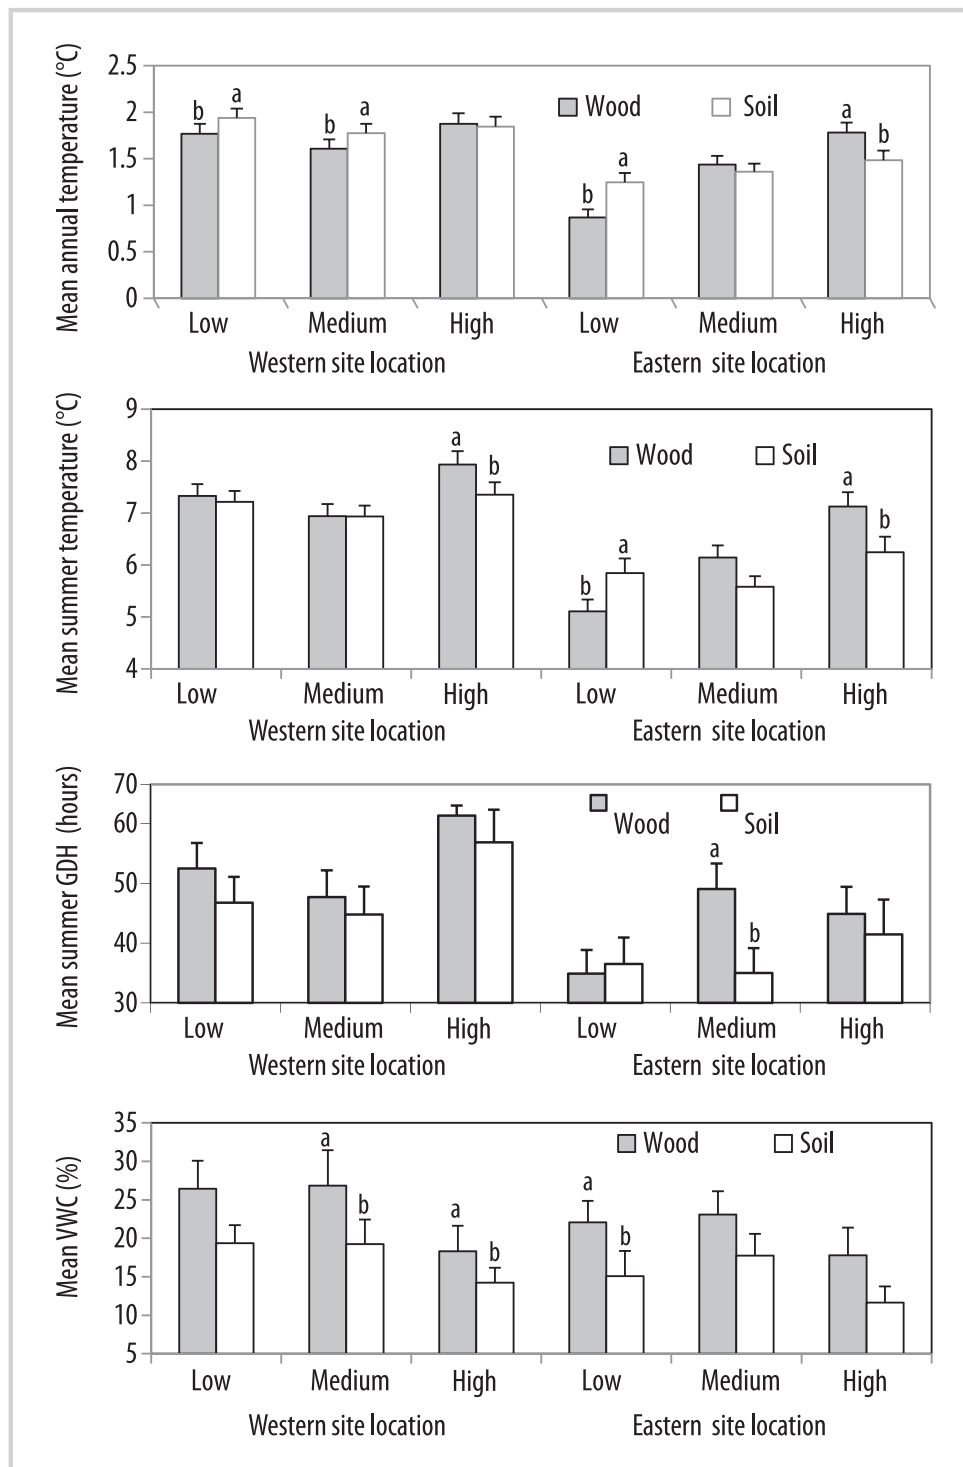 Mean annual temperature (°C)
2.5
2
1.5
1
0.5
0
b a b a Wood Soil b a a b
Low Medium High Low Medium High
Western site location Eastern site location
Mean summer temperature (°C)
9
8
7
6
5
4
a b Wood Soil b a a b
Low Medium High Low Medium High
Western site location Eastern site location
Mean summer GDH (hours)
70
60
50
40
30
Wood Soil a b
Low Medium High Low Medium High
Western site location Eastern site location
Mean VWC (%)
35
30
25
20
15
10
5
a b a b Wood Soil a b
Low Medium High Low Medium High
Western site location Eastern site location